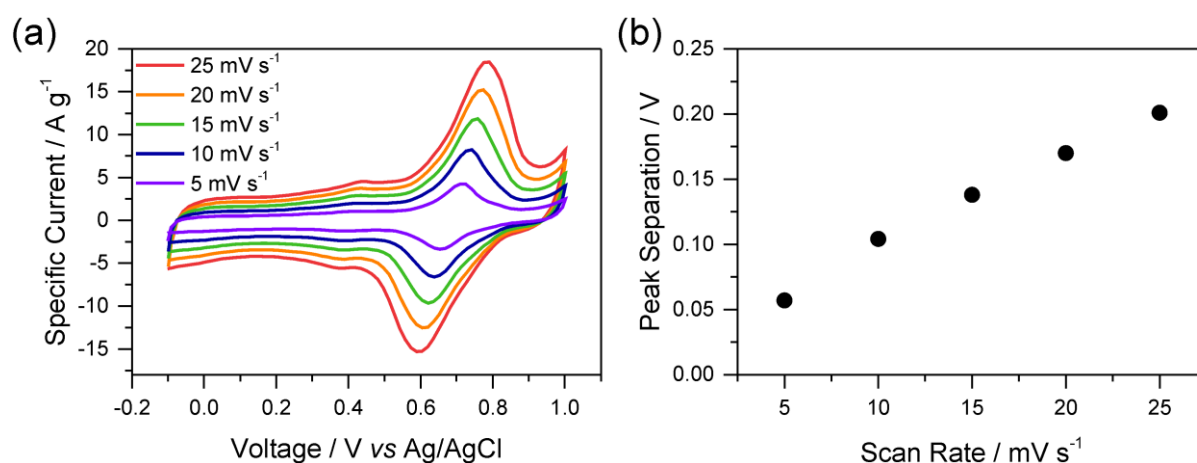 (a)
20
15
10
5
0
-5
-10
-15
Specific Current / A g⁻¹
25 mV s⁻¹
20 mV s⁻¹
15 mV s⁻¹
10 mV s⁻¹
5 mV s⁻¹
-0.2 0.0 0.2 0.4 0.6 0.8 1.0
Voltage / V vs Ag/AgCl
(b)
0.25
0.20
0.15
0.10
0.05
0.00
Peak Separation / V
5 10 15 20 25
Scan Rate / mV s⁻¹